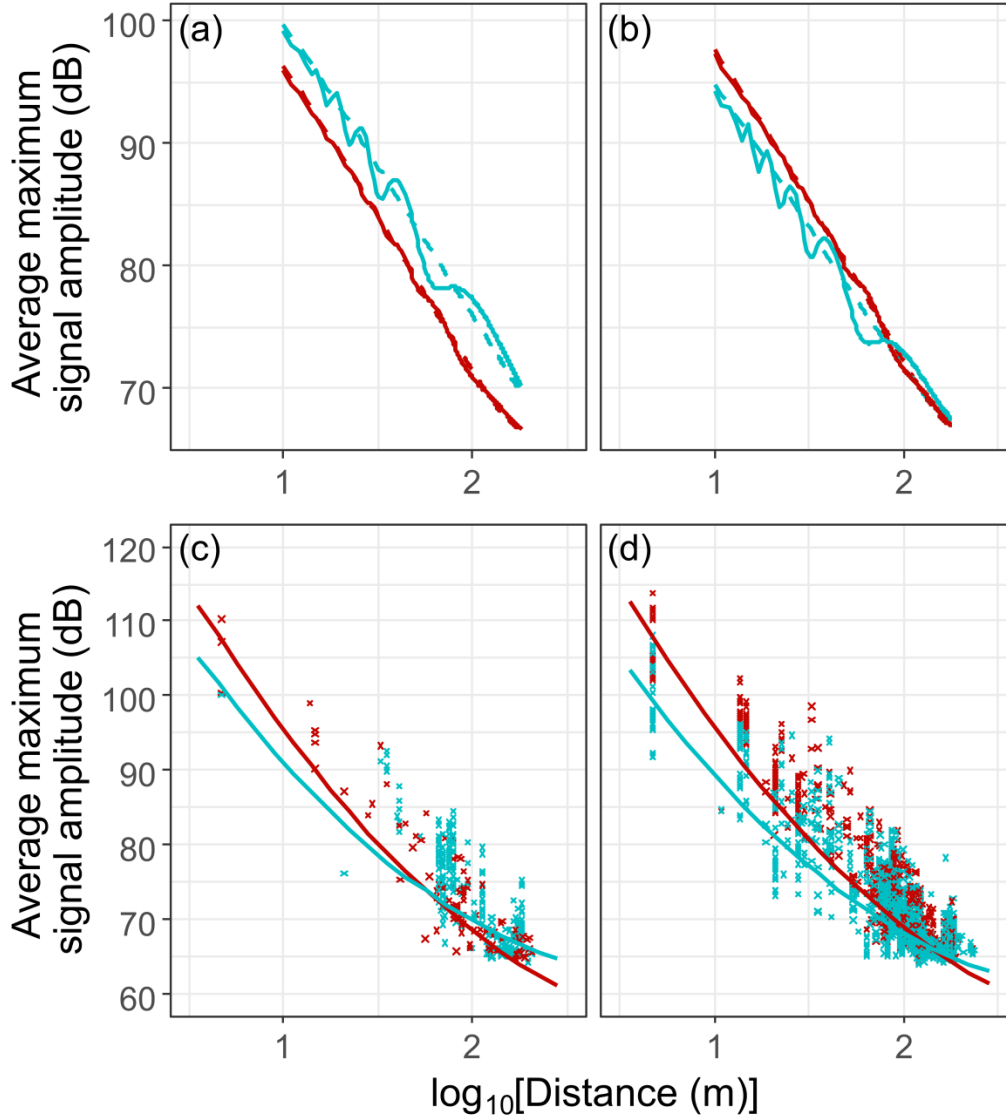 (a)
(b)
Average maximum
signal amplitude (dB)
100
90
80
70
1
2
1
2
(c)
(d)
Average maximum
signal amplitude (dB)
120
110
100
90
80
70
60
1
2
1
2
log₁₀[Distance (m)]